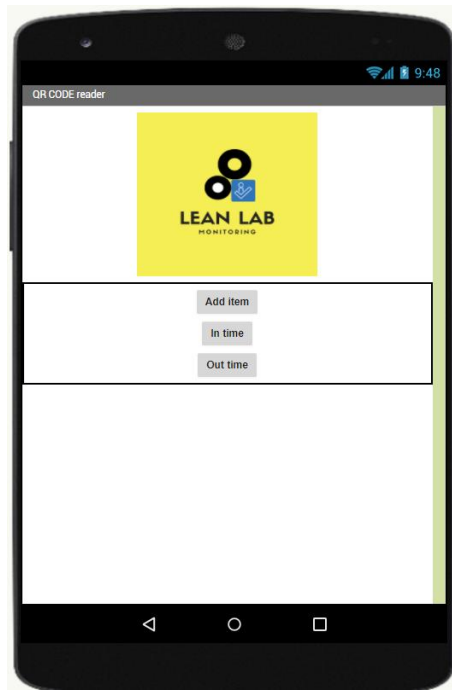 9:48
QR CODE reader
LEAN LAB
MONITORING
Add item
In time
Out time